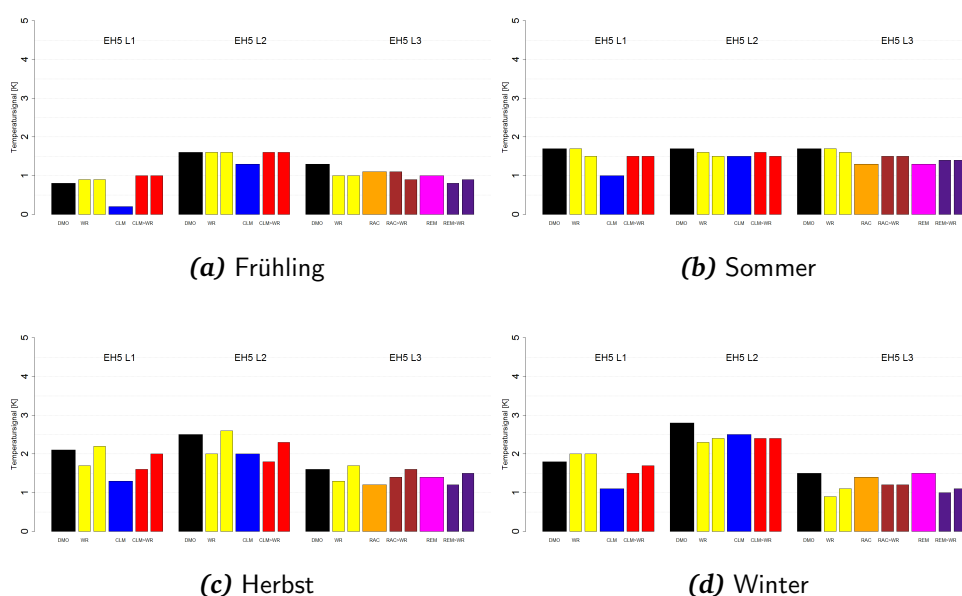 5
4
3
2
1
0
Temperatursignal [K]
EH5 L1 EH5 L2 EH5 L3
DMO WR CLM CLM+WR DMO WR CLM CLM+WR DMO WR RAC RAC+WR REM REM+WR
(a) Frühling
5
4
3
2
1
0
Temperatursignal [K]
EH5 L1 EH5 L2 EH5 L3
DMO WR CLM CLM+WR DMO WR CLM CLM+WR DMO WR RAC RAC+WR REM REM+WR
(b) Sommer
5
4
3
2
1
0
Temperatursignal [K]
EH5 L1 EH5 L2 EH5 L3
DMO WR CLM CLM+WR DMO WR CLM CLM+WR DMO WR RAC RAC+WR REM REM+WR
(c) Herbst
5
4
3
2
1
0
Temperatursignal [K]
EH5 L1 EH5 L2 EH5 L3
DMO WR CLM CLM+WR DMO WR CLM CLM+WR DMO WR RAC RAC+WR REM REM+WR
(d) Winter